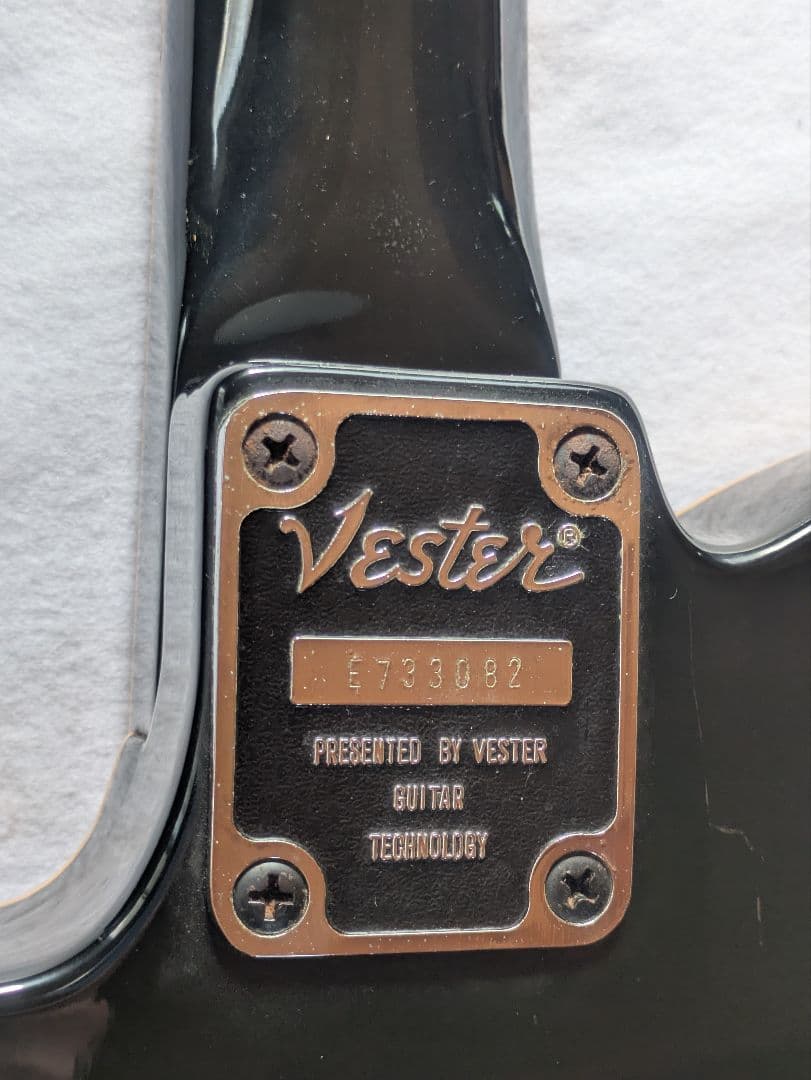 Vester®
E733082
PRESENTED BY VESTER
GUITAR
TECHNOLOGY